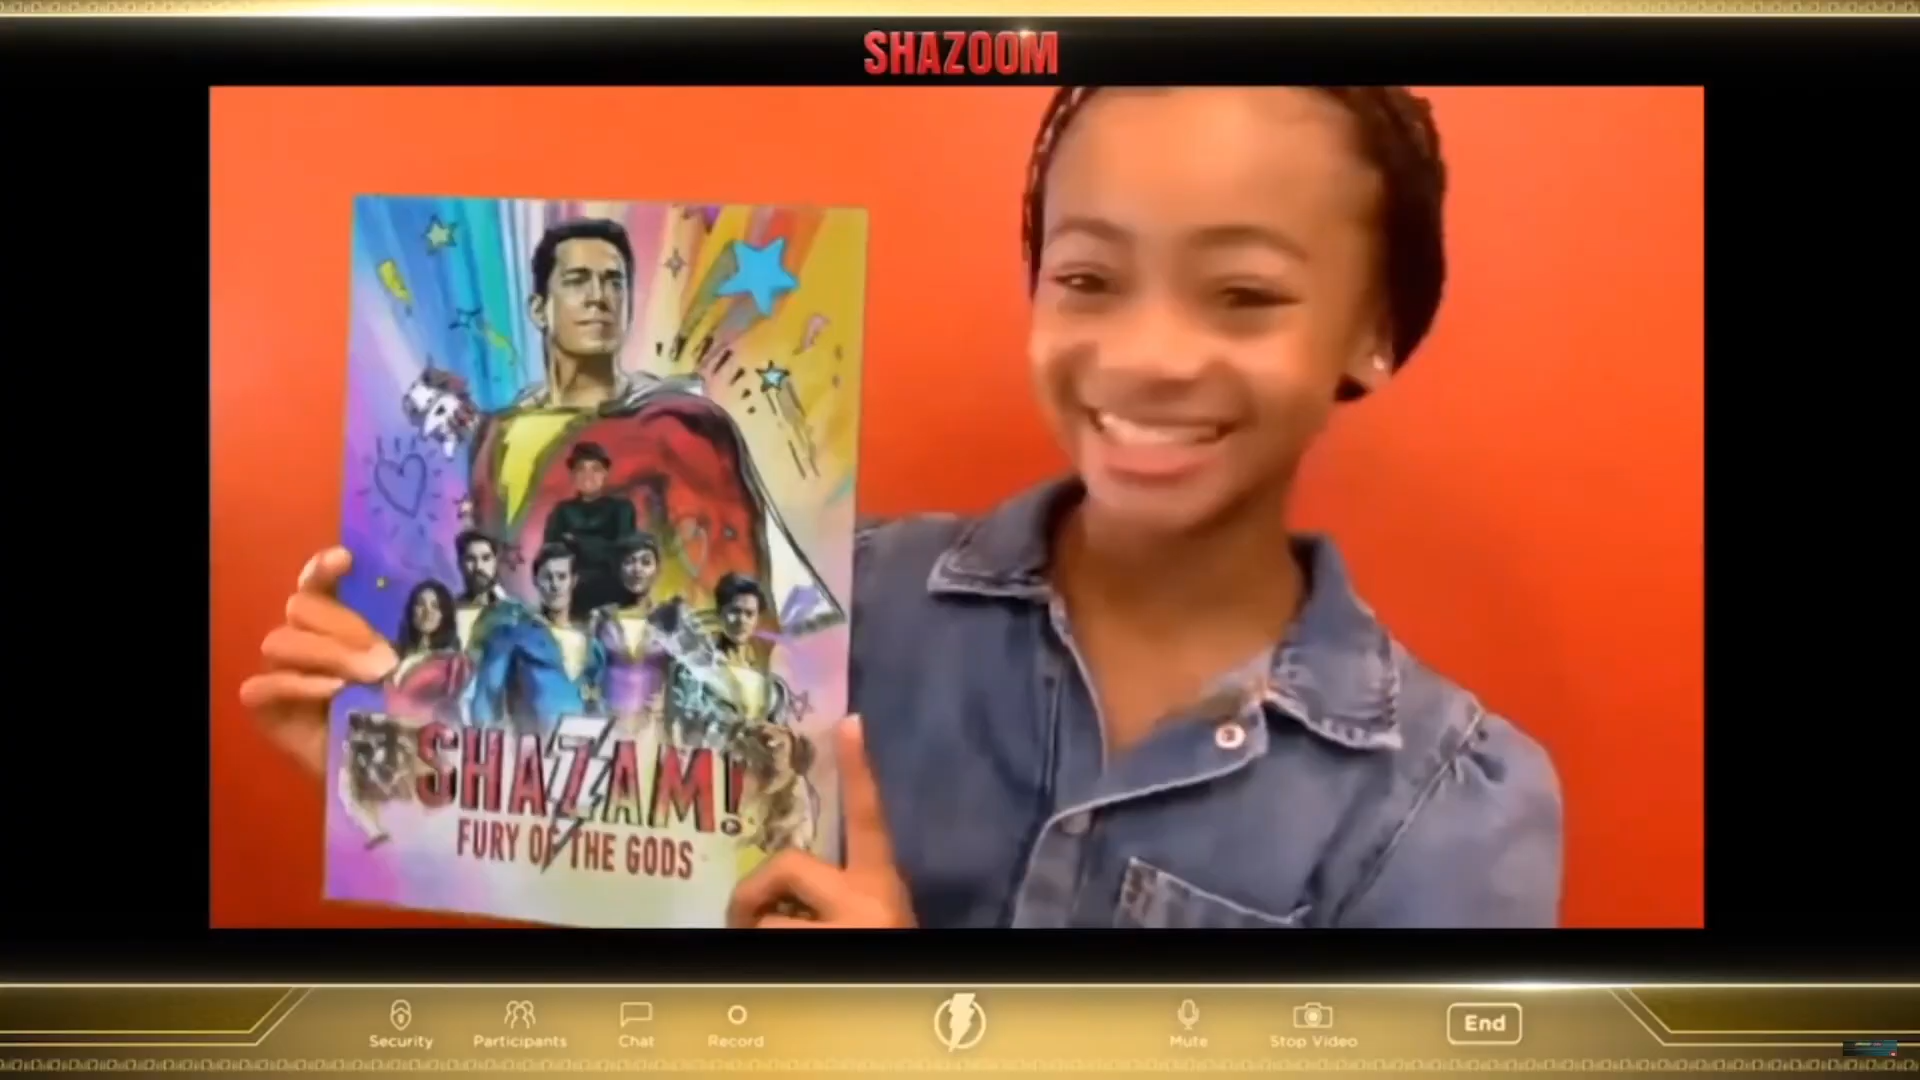 SHAZOOM
SHAZAM!
FURY OF THE GODS
Security
Participants
Chat
Record
Mute
Stop Video
End